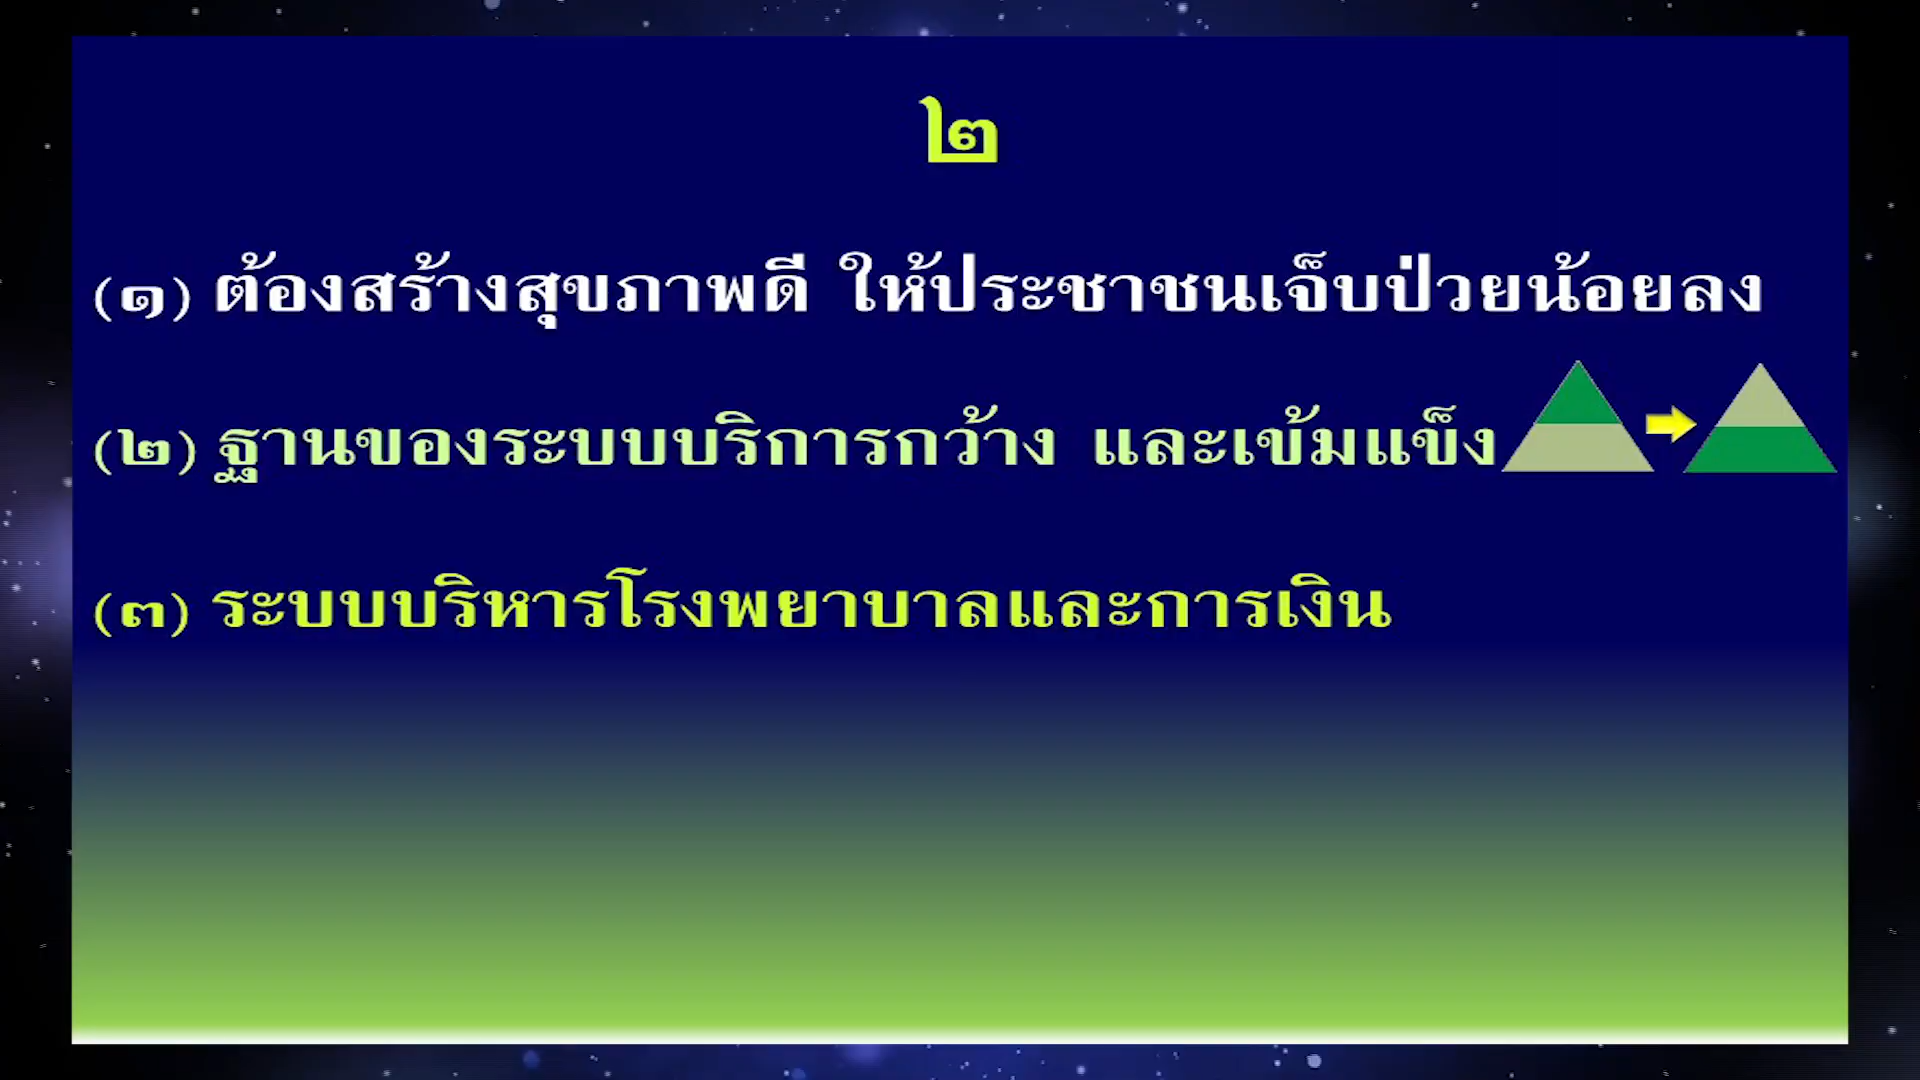 ๒
(๑) ต้องสร้างสุขภาพดี ให้ประชาชนเจ็บป่วยน้อยลง
(๒) ฐานของระบบบริการกว้าง และเข้มแข็ง
(๓) ระบบบริหารโรงพยาบาลและการเงิน